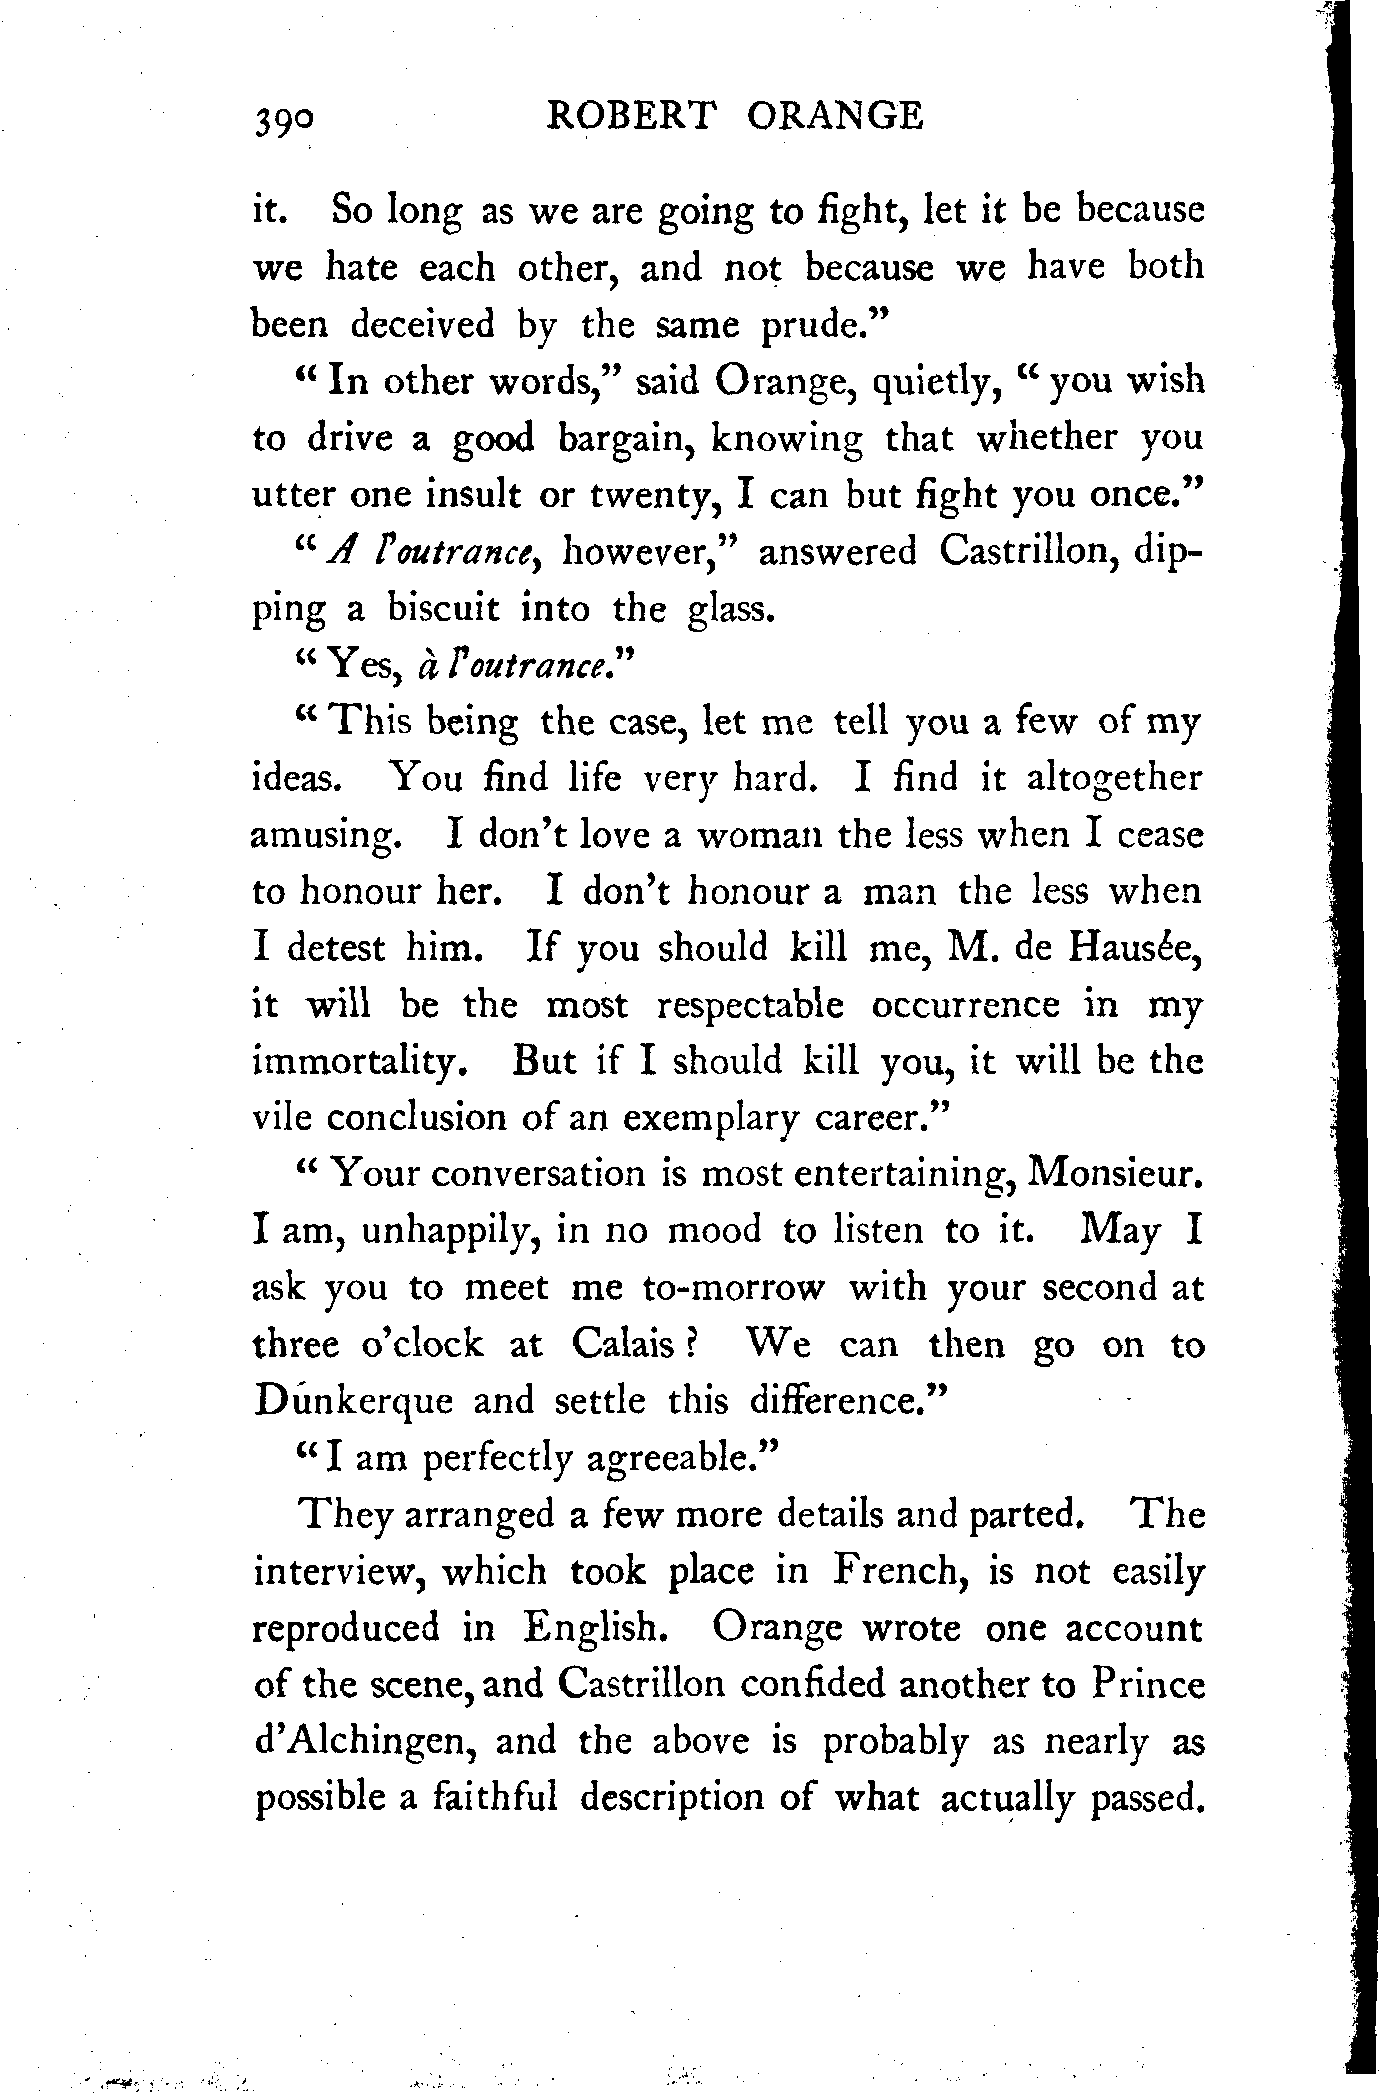 390 ROBERT ORANGE
it. So long as we are going to fight, let it be because
we hate each other, and not because we have both
been deceived by the same prude.”
“ In other words,” said Orange, quietly, “ you wish
to drive a good bargain, knowing that whether you
utter one insult or twenty, I can but fight you once.”
“ A l’outrance, however,” answered Castrillon, dip-
ping a biscuit into the glass.
“ Yes, à l’outrance.”
“ This being the case, let me tell you a few of my
ideas. You find life very hard. I find it altogether
amusing. I don’t love a woman the less when I cease
to honour her. I don’t honour a man the less when
I detest him. If you should kill me, M. de Hausée,
it will be the most respectable occurrence in my
immortality. But if I should kill you, it will be the
vile conclusion of an exemplary career.”
“ Your conversation is most entertaining, Monsieur.
I am, unhappily, in no mood to listen to it. May I
ask you to meet me to-morrow with your second at
three o’clock at Calais ? We can then go on to
Dunkerque and settle this difference.”
“ I am perfectly agreeable.”
They arranged a few more details and parted. The
interview, which took place in French, is not easily
reproduced in English. Orange wrote one account
of the scene, and Castrillon confided another to Prince
d’Alchingen, and the above is probably as nearly as
possible a faithful description of what actually passed.